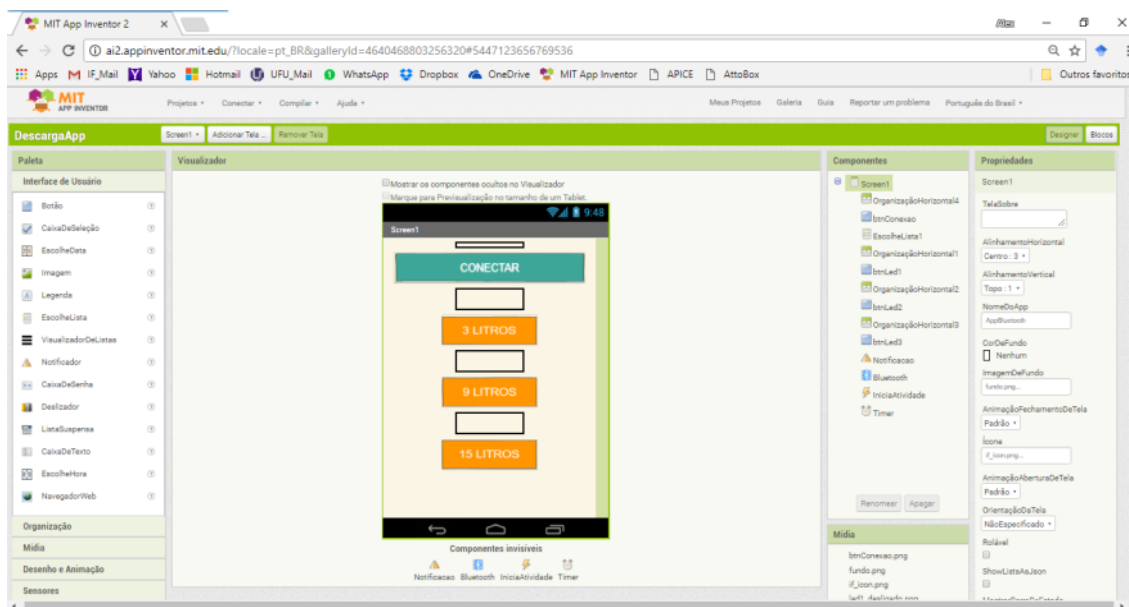 MIT App Inventor 2
Alex
ai2.appinventor.mit.edu/?locale=pt_BR&galleryId=4640468803256320#5447123656769536
Apps IF_Mail Yahoo Hotmail UFU_Mail WhatsApp Dropbox OneDrive MIT App Inventor APICE AttoBox Outros favoritos
MIT
APP INVENTOR
Projetos Conectar Compilar Ajuda Meus Projetos Galeria Guia Reportar um problema Português do Brasil
DescargaApp Screen1 Adicionar Tela ... Remover Tela Designer Blocos
Paleta
Interface de Usuário
Botão
CaixaDeSeleção
EscolheData
Imagem
Legenda
EscolheLista
VisualizadorDeListas
Notificador
CaixaDeSenha
Deslizador
ListaSuspensa
CaixaDeTexto
EscolheHora
NavegadorWeb
Organização
Mídia
Desenho e Animação
Sensores
Visualizador
Mostrar os componentes ocultos no Visualizador
Marque para Previsualização no tamanho de um Tablet.
9:48
Screen1
CONECTAR
3 LITROS
9 LITROS
15 LITROS
Componentes invisíveis
Notificacao Bluetooth IniciaAtividade Timer
Componentes
Screen1
OrganizaçãoHorizontal4
btnConexao
EscolheLista1
OrganizaçãoHorizontal1
btnLed1
OrganizaçãoHorizontal2
btnLed2
OrganizaçãoHorizontal3
btnLed3
Notificacao
Bluetooth
IniciaAtividade
Timer
Renomear Apagar
Mídia
btnConexao.png
fundo.png
if_icon.png
led1_desligado.png
Propriedades
Screen1
TelaSobre
AlinhamentoHorizontal
Centro : 3
AlinhamentoVertical
Topo : 1
NomeDoApp
AppBluetooth
CorDeFundo
Nenhum
ImagemDeFundo
fundo.png...
AnimaçãoFechamentoDeTela
Padrão
Ícone
if_icon.png...
AnimaçãoAberturaDeTela
Padrão
OrientaçãoDaTela
NãoEspecificado
Rolável
ShowListsAsJson